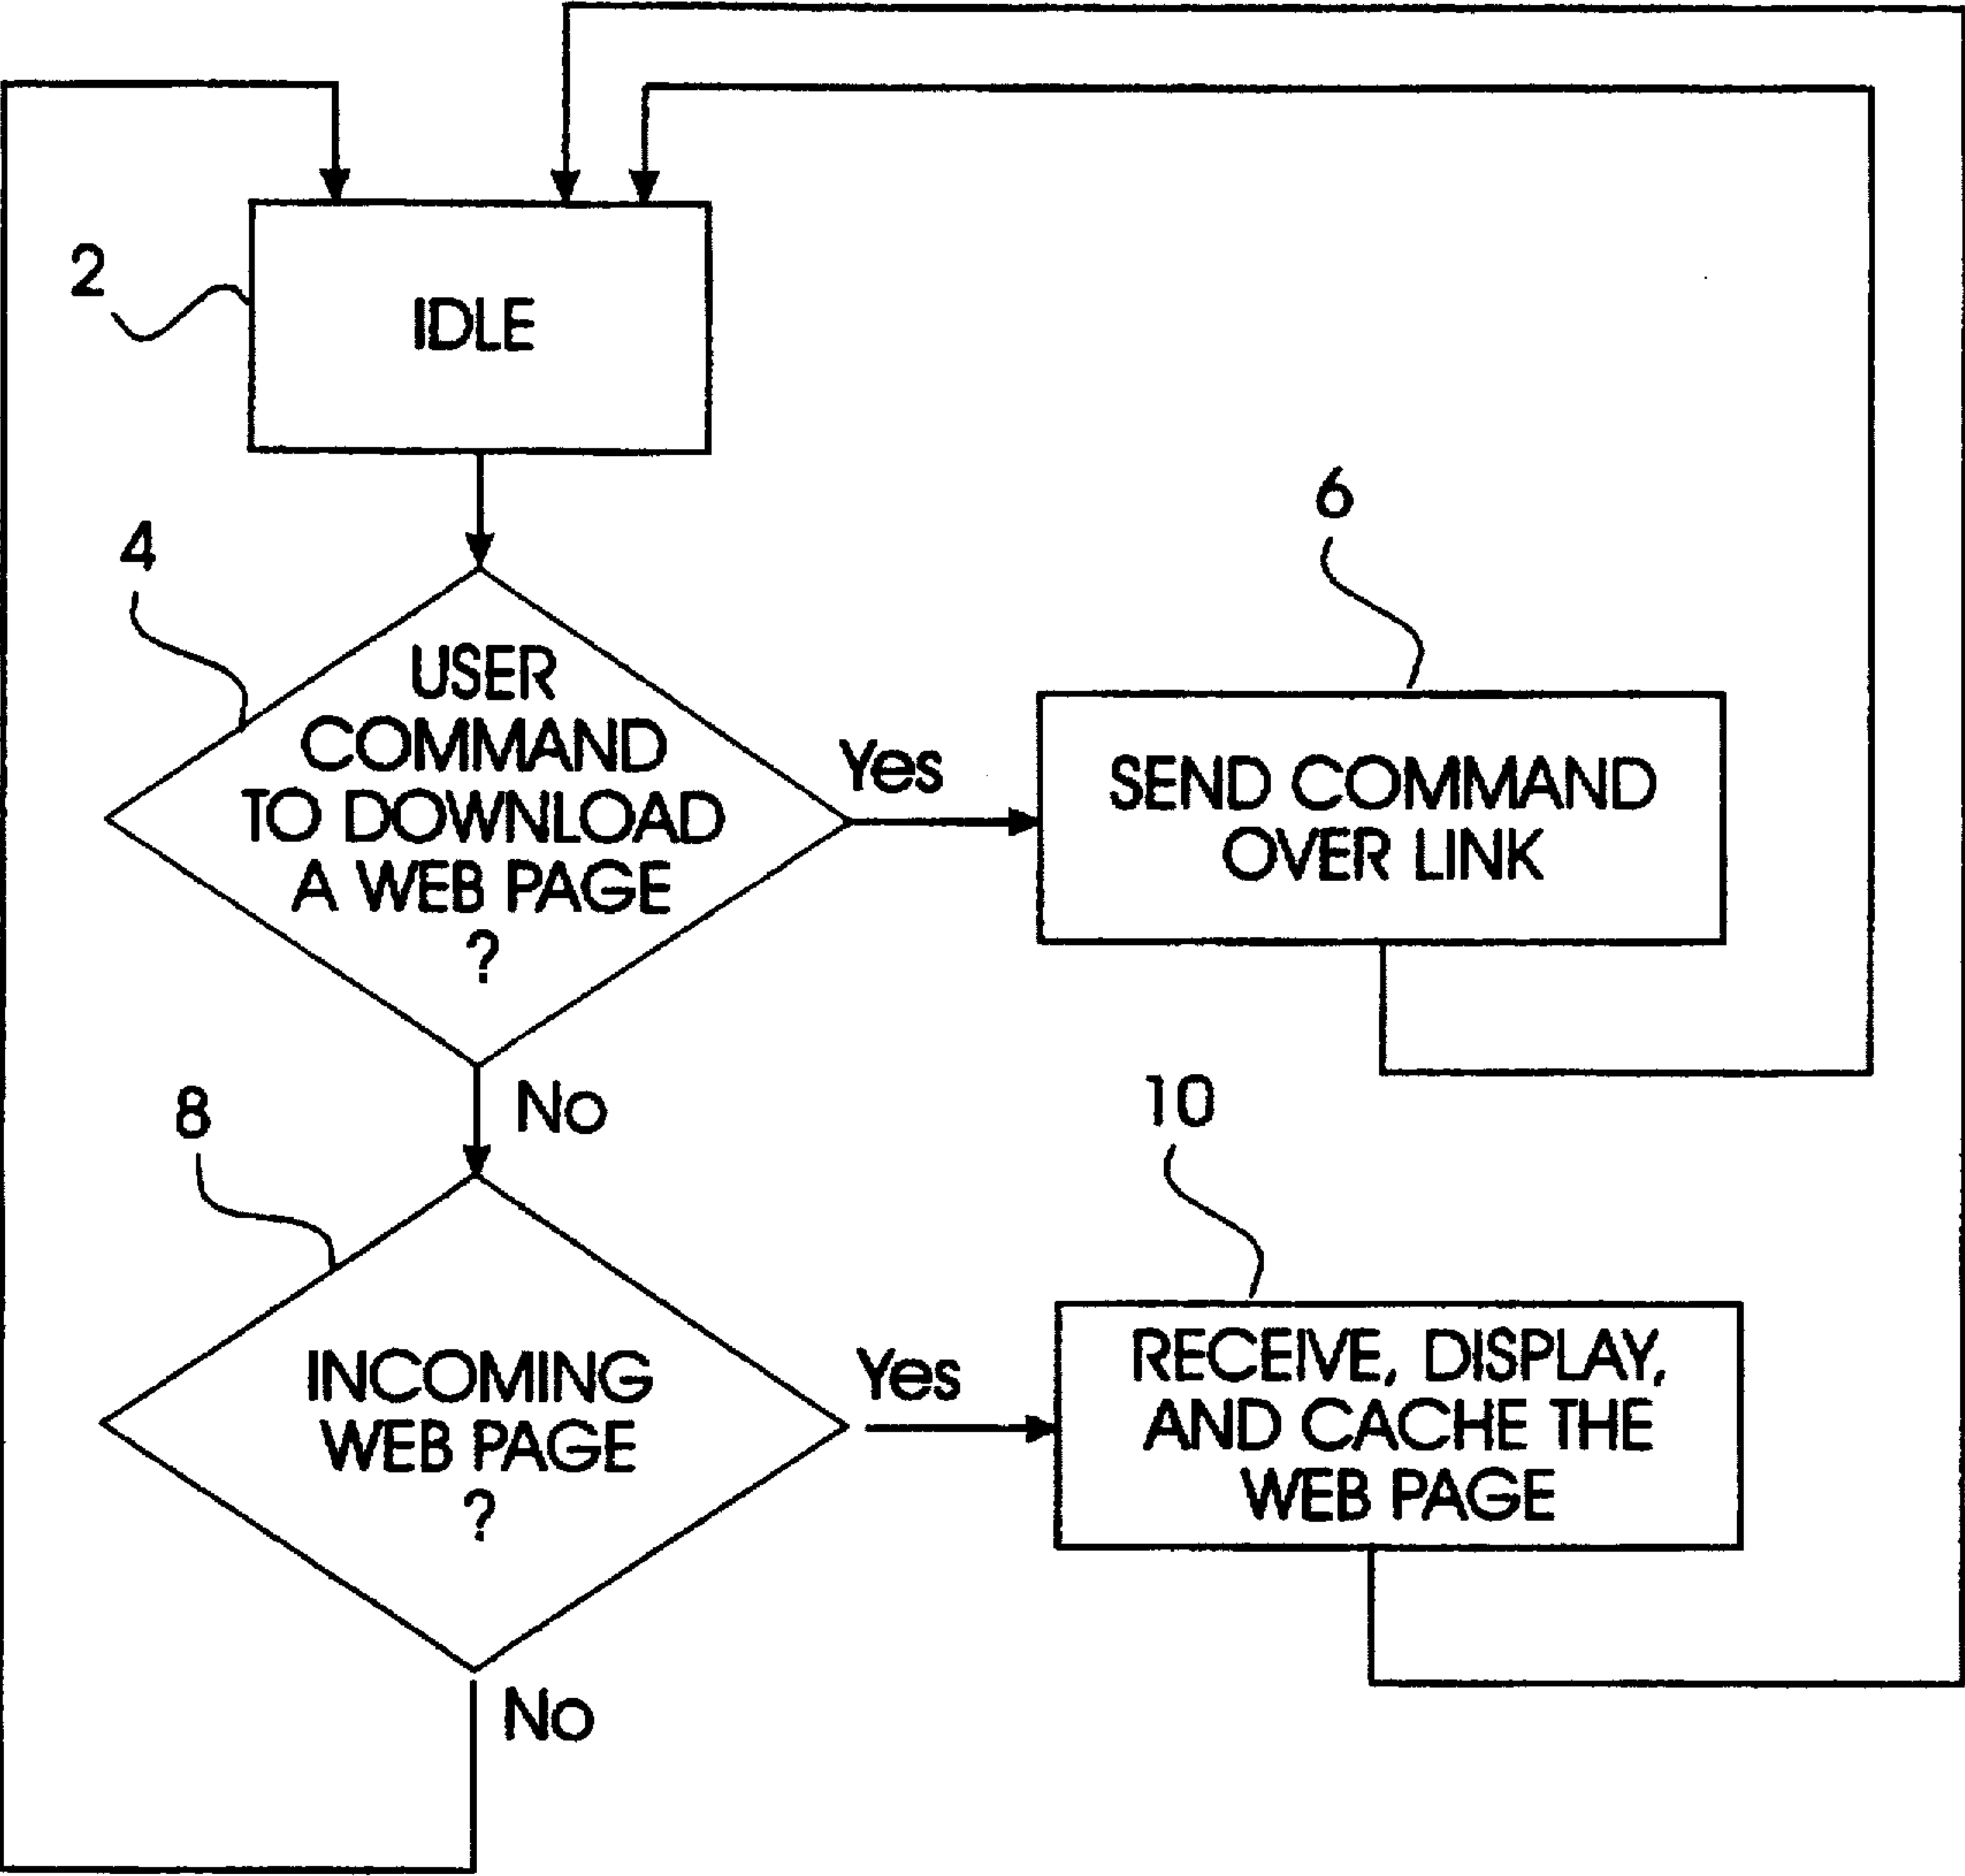 2
IDLE
4
6
USER
COMMAND
TO DOWNLOAD
A WEB PAGE
?
Yes
SEND COMMAND
OVER LINK
No
8
10
INCOMING
WEB PAGE
?
Yes
RECEIVE, DISPLAY,
AND CACHE THE
WEB PAGE
No